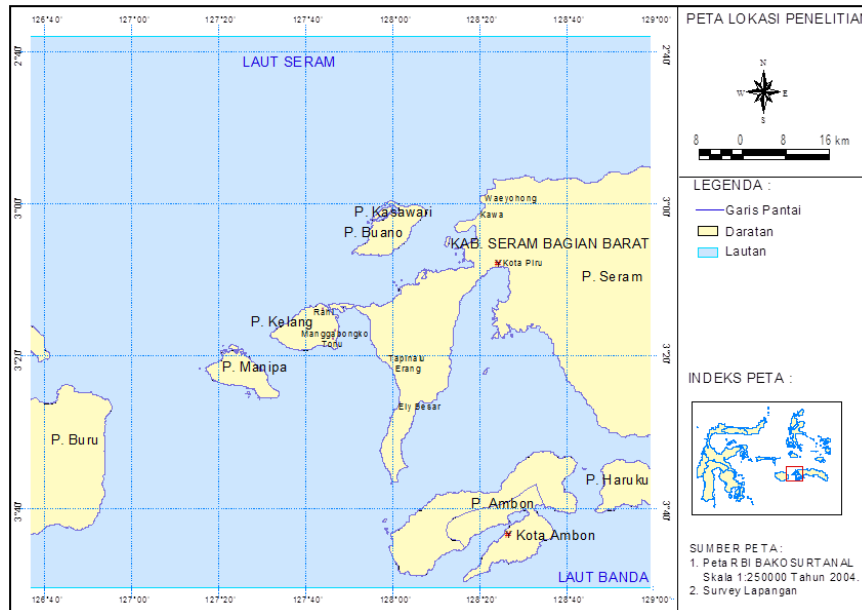 126°40' 127°00' 127°20' 127°40' 128°00' 128°20' 128°40' 129°00'
PETA LOKASI PENELITIAN
2°40' 2°40'
LAUT SERAM
N
W E
S
8 0 8 16 km
LEGENDA :
Garis Pantai
Daratan
Lautan
Waeyohong
3°00' 3°00'
P. Kasawari
Kawa
P. Buano
KAB. SERAM BAGIAN BARAT
Kota Piru
P. Seram
P. Kelang
Manggabongko
Tonu
3°20' 3°20'
P. Manipa
Tapinalu
Erang
INDEKS PETA :
Ely Besar
P. Buru
P. Haruku
P. Ambon
3°40' 3°40'
Kota Ambon
LAUT BANDA
SUMBER PETA :
1. Peta RBI BAKOSURTANAL
Skala 1:250000 Tahun 2004.
2. Survey Lapangan
126°40' 127°00' 127°20' 127°40' 128°00' 128°20' 128°40' 129°00'